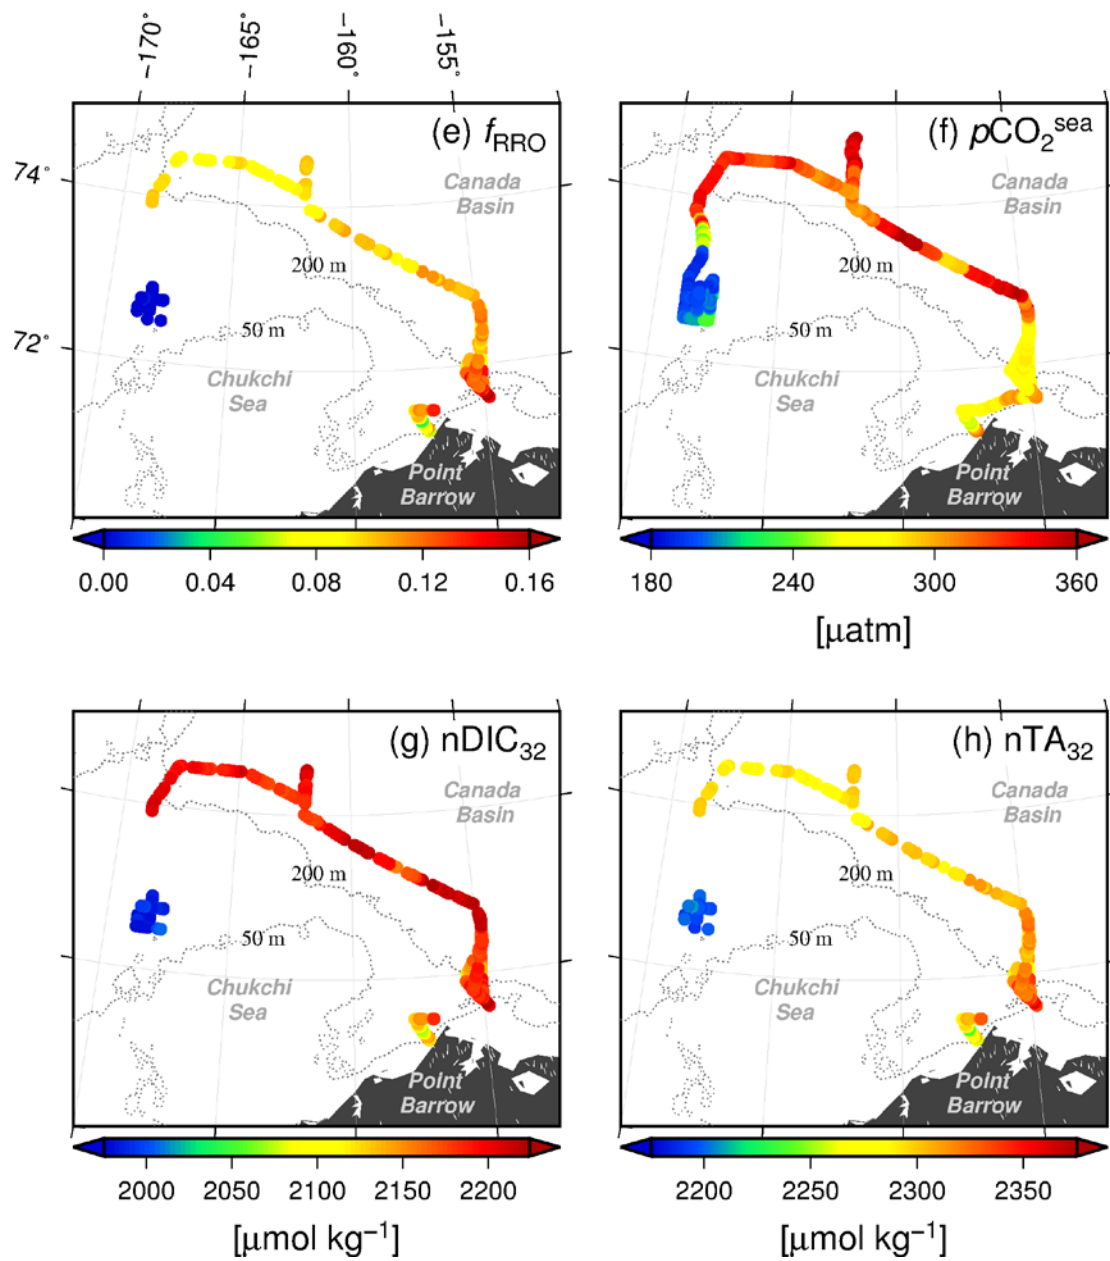 −170° −165° −160° −155°
(e) fRRO
(f) pCO₂ˢᵉᵃ
74°
72°
Canada
Basin
Canada
Basin
200 m
200 m
50 m
50 m
Chukchi
Sea
Chukchi
Sea
Point
Barrow
Point
Barrow
0.00 0.04 0.08 0.12 0.16
180 240 300 360
[μatm]
(g) nDIC₃₂
(h) nTA₃₂
Canada
Basin
Canada
Basin
200 m
200 m
50 m
50 m
Chukchi
Sea
Chukchi
Sea
Point
Barrow
Point
Barrow
2000 2050 2100 2150 2200
2200 2250 2300 2350
[μmol kg⁻¹]
[μmol kg⁻¹]